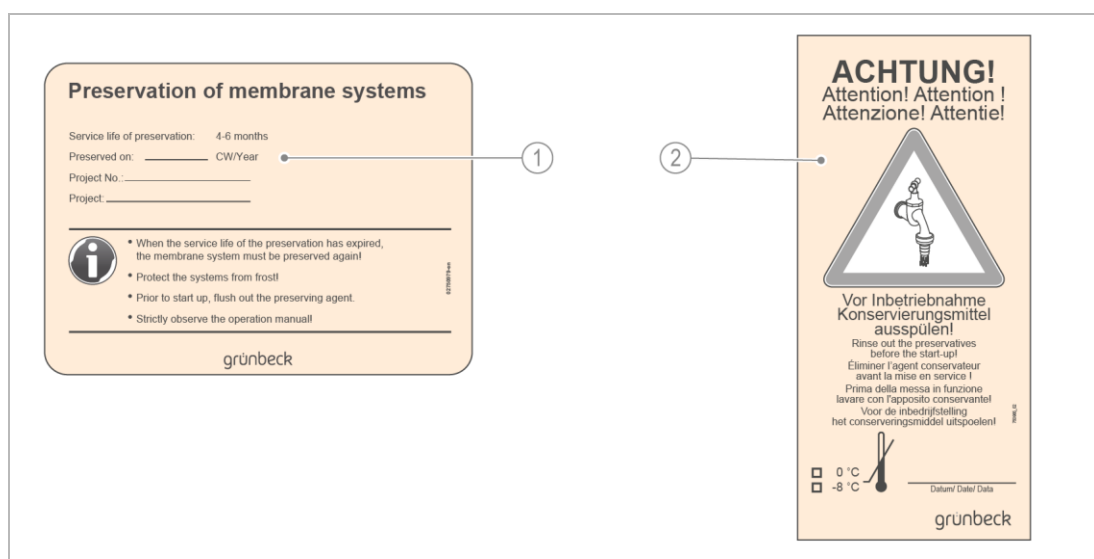 Preservation of membrane systems
Service life of preservation: 4-6 months
Preserved on: CW/Year
Project No.:
Project:
• When the service life of the preservation has expired,
the membrane system must be preserved again!
• Protect the systems from frost!
• Prior to start up, flush out the preserving agent.
• Strictly observe the operation manual!
grünbeck
1
2
ACHTUNG!
Attention! Attention !
Attenzione! Attentie!
Vor Inbetriebnahme
Konservierungsmittel
ausspülen!
Rinse out the preservatives
before the start-up!
Éliminer l'agent conservateur
avant la mise en service !
Prima della messa in funzione
lavare con l'apposito conservante!
Voor de inbedrijfstelling
het conserveringsmiddel uitspoelen!
0 °C
-8 °C
Datum/ Date/ Data
grünbeck